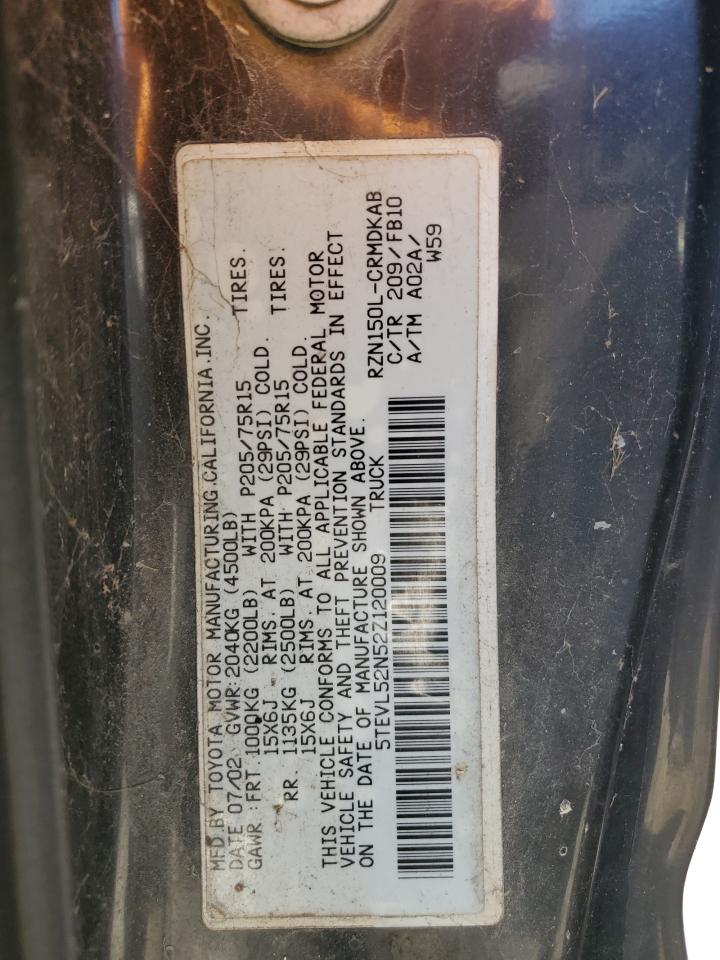 MFD.BY TOYOTA MOTOR MANUFACTURING,CALIFORNIA,INC.
DATE 07/02 GVWR:2040KG (4500LB)
GAWR :FRT.1000KG (2200LB) WITH P205/75R15 TIRES.
15X6J RIMS. AT 200KPA (29PSI) COLD.
RR. 1135KG (2500LB) WITH P205/75R15 TIRES.
15X6J RIMS. AT 200KPA (29PSI) COLD.
THIS VEHICLE CONFORMS TO ALL APPLICABLE FEDERAL MOTOR
VEHICLE SAFETY AND THEFT PREVENTION STANDARDS IN EFFECT
ON THE DATE OF MANUFACTURE SHOWN ABOVE.
5TEVL52N52Z120009 TRUCK
RZN150L-CRMDKAB
C/TR 209/FB10
A/TM A02A/
W59